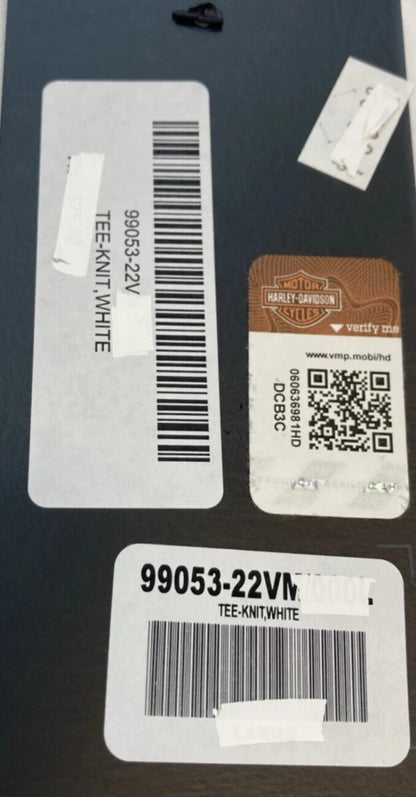 99053-22V
TEE-KNIT,WHITE
MOTOR
HARLEY-DAVIDSON
CYCLES
verify me
www.vmp.mobi/hd
060636981HD
DCB3C
99053-22VM
TEE-KNIT,WHITE